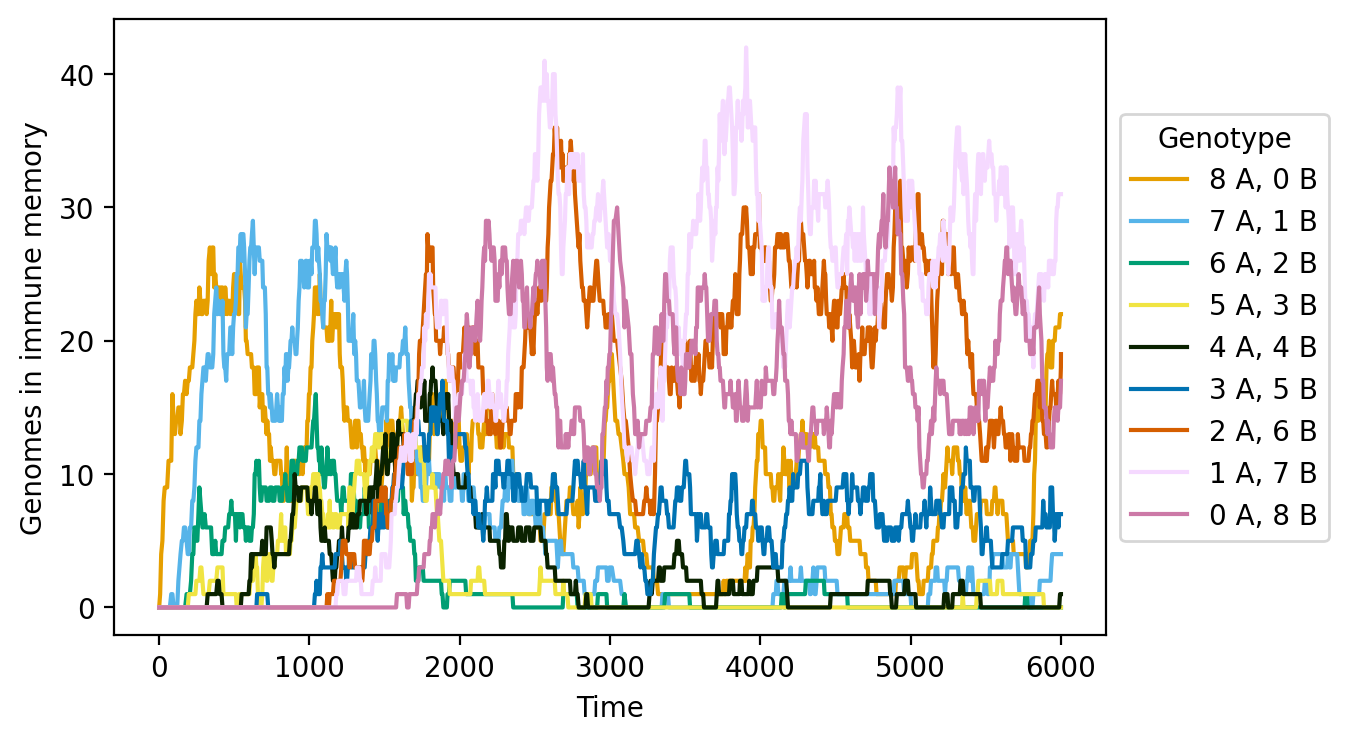 Genomes in immune memory
40
30
20
10
0
0 1000 2000 3000 4000 5000 6000
Time
Genotype
8 A, 0 B
7 A, 1 B
6 A, 2 B
5 A, 3 B
4 A, 4 B
3 A, 5 B
2 A, 6 B
1 A, 7 B
0 A, 8 B